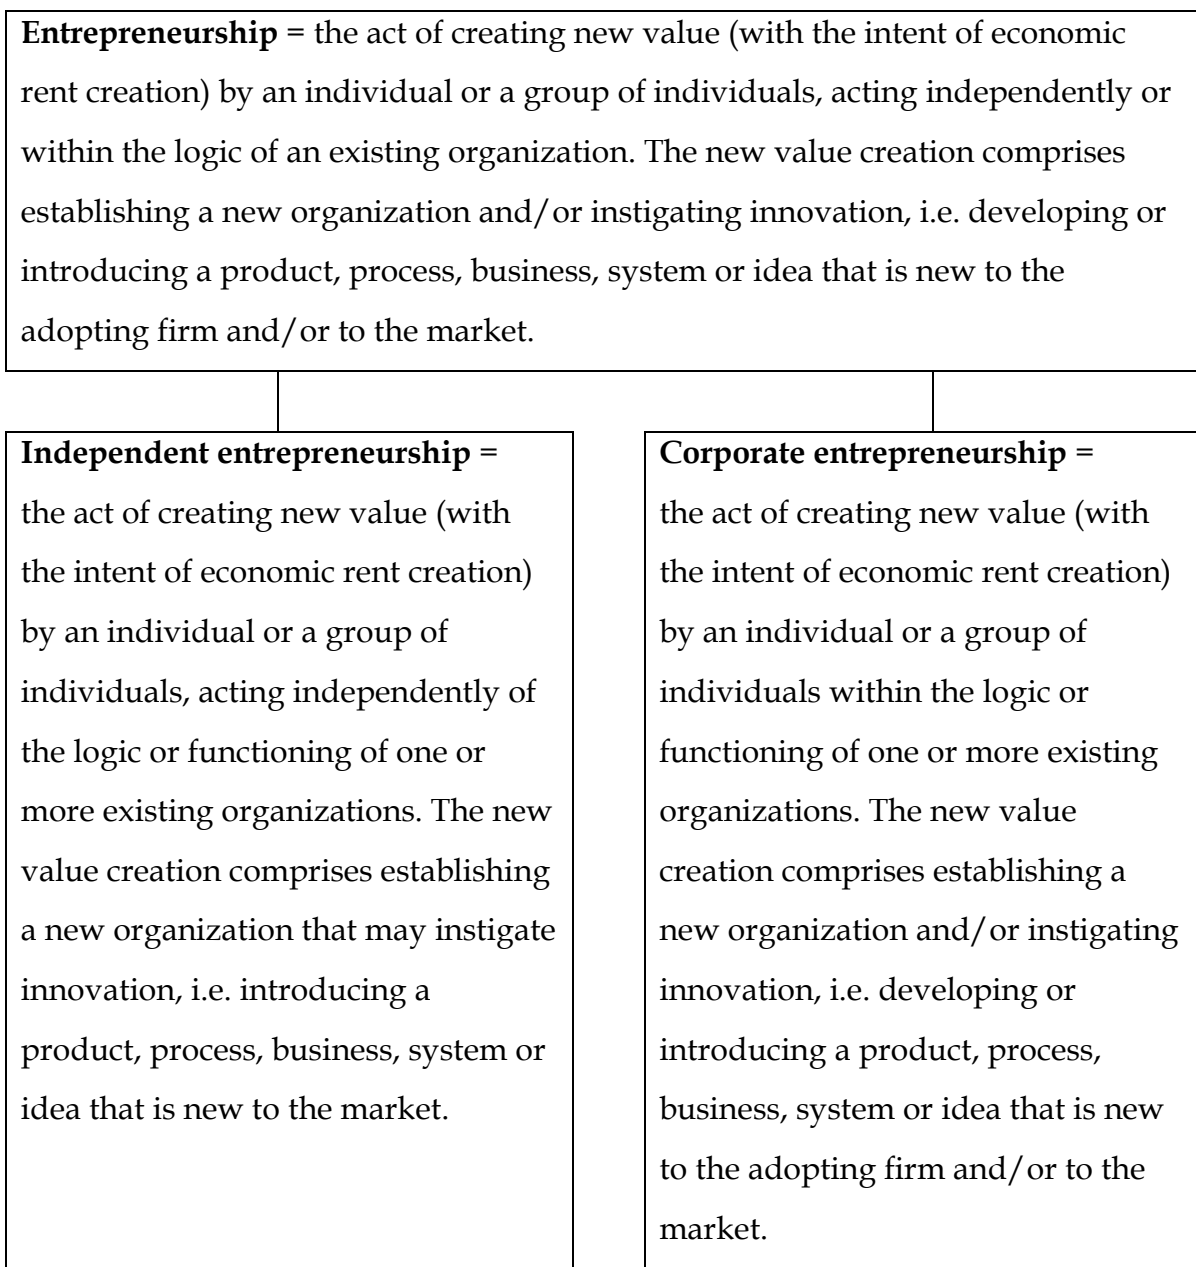 Entrepreneurship = the act of creating new value (with the intent of economic
rent creation) by an individual or a group of individuals, acting independently or
within the logic of an existing organization. The new value creation comprises
establishing a new organization and/or instigating innovation, i.e. developing or
introducing a product, process, business, system or idea that is new to the
adopting firm and/or to the market.
Independent entrepreneurship =
the act of creating new value (with
the intent of economic rent creation)
by an individual or a group of
individuals, acting independently of
the logic or functioning of one or
more existing organizations. The new
value creation comprises establishing
a new organization that may instigate
innovation, i.e. introducing a
product, process, business, system or
idea that is new to the market.
Corporate entrepreneurship =
the act of creating new value (with
the intent of economic rent creation)
by an individual or a group of
individuals within the logic or
functioning of one or more existing
organizations. The new value
creation comprises establishing a
new organization and/or instigating
innovation, i.e. developing or
introducing a product, process,
business, system or idea that is new
to the adopting firm and/or to the
market.